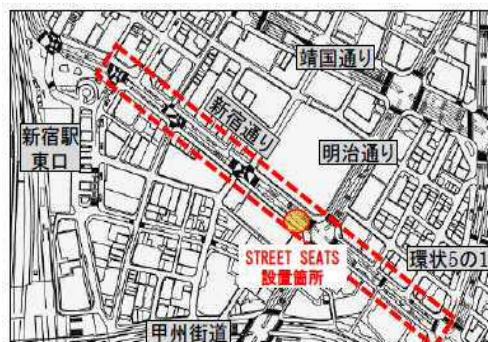 靖国通り
新宿通り
新宿駅
東口
明治通り
環状5の1
STREET SEATS
設置箇所
甲州街道